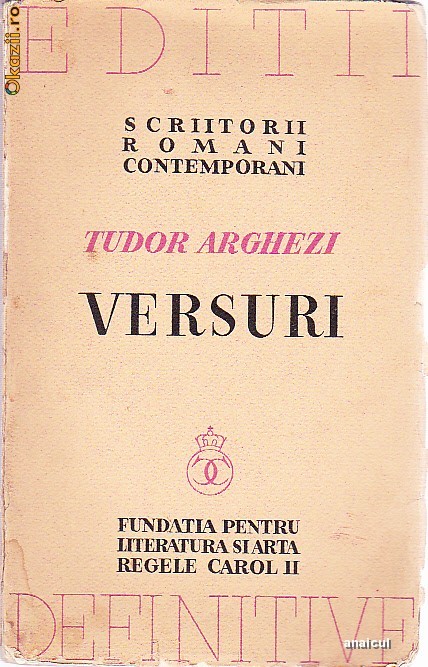 Okazii.ro
EDITII
SCRIITORII
ROMANI
CONTEMPORANI
TUDOR ARGHEZI
VERSURI
FUNDATIA PENTRU
LITERATURA SI ARTA
REGELE CAROL II
DEFINITIVE
anaicul